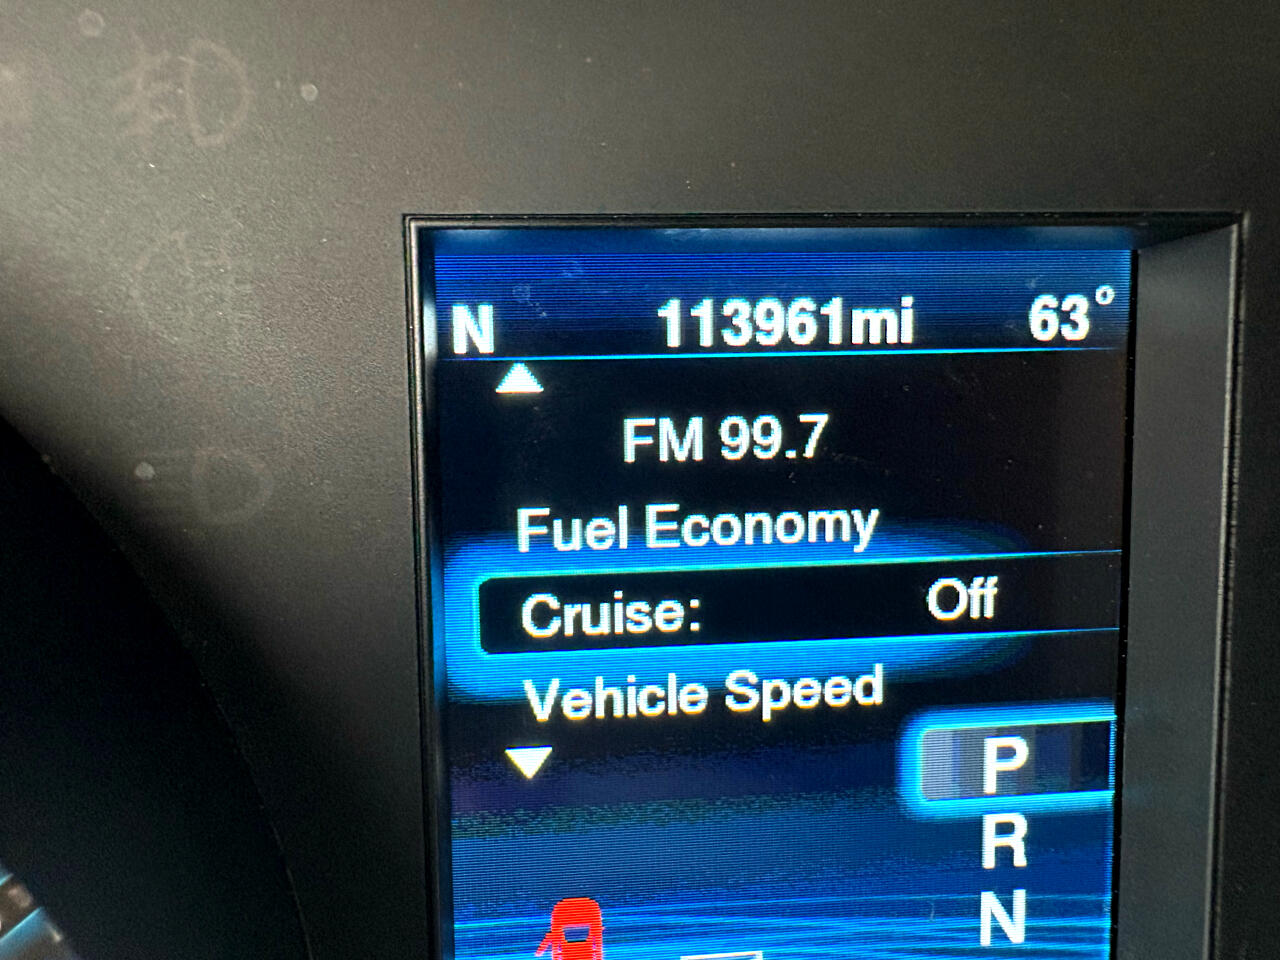 N 113961mi 63°
FM 99.7
Fuel Economy
Cruise: Off
Vehicle Speed
P
R
N